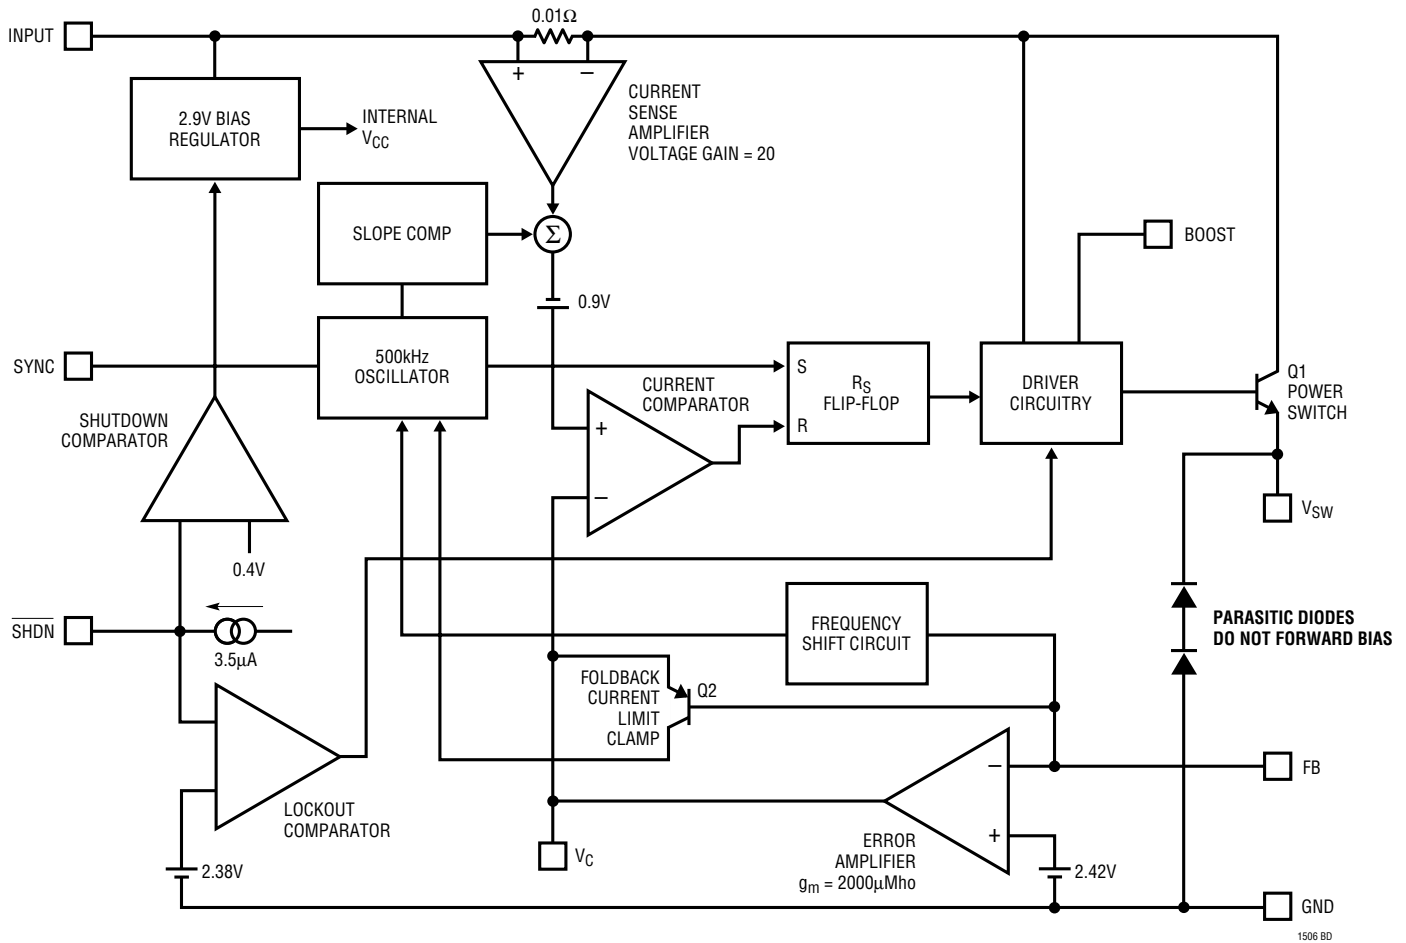 INPUT
0.01Ω
+
–
CURRENT
SENSE
AMPLIFIER
VOLTAGE GAIN = 20
2.9V BIAS
REGULATOR
INTERNAL
VCC
SLOPE COMP
Σ
BOOST
0.9V
SYNC
500kHz
OSCILLATOR
S
R
RS
FLIP-FLOP
DRIVER
CIRCUITRY
Q1
POWER
SWITCH
CURRENT
COMPARATOR
+
–
SHUTDOWN
COMPARATOR
VSW
0.4V
SHDN
3.5µA
FREQUENCY
SHIFT CIRCUIT
PARASITIC DIODES
DO NOT FORWARD BIAS
FOLDBACK
CURRENT
LIMIT
CLAMP
Q2
–
+
FB
LOCKOUT
COMPARATOR
ERROR
AMPLIFIER
gm = 2000µMho
VC
2.38V
2.42V
GND
1506 BD